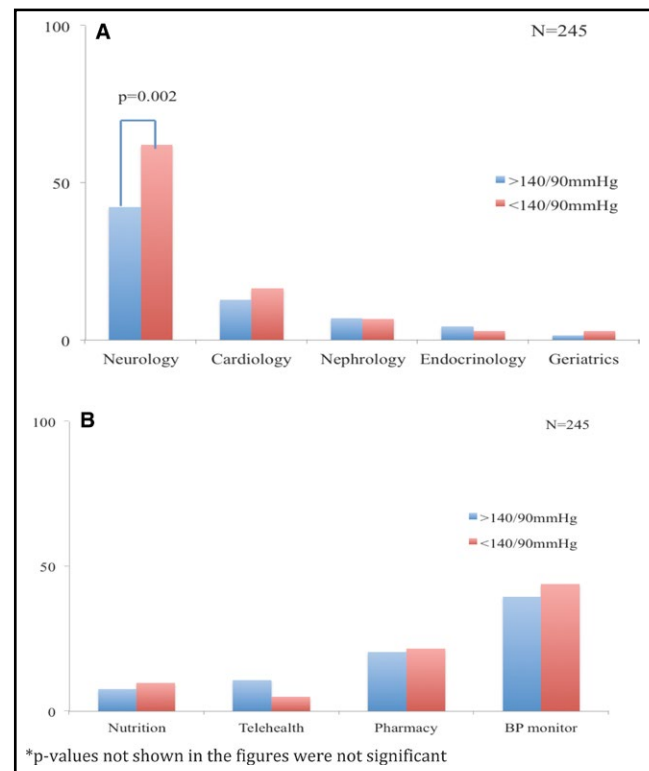 100
A
N=245
p=0.002
50
>140/90mmHg
<140/90mmHg
0
Neurology Cardiology Nephrology Endocrinology Geriatrics
100
B
N=245
>140/90mmHg
<140/90mmHg
50
0
Nutrition Telehealth Pharmacy BP monitor
*p-values not shown in the figures were not significant